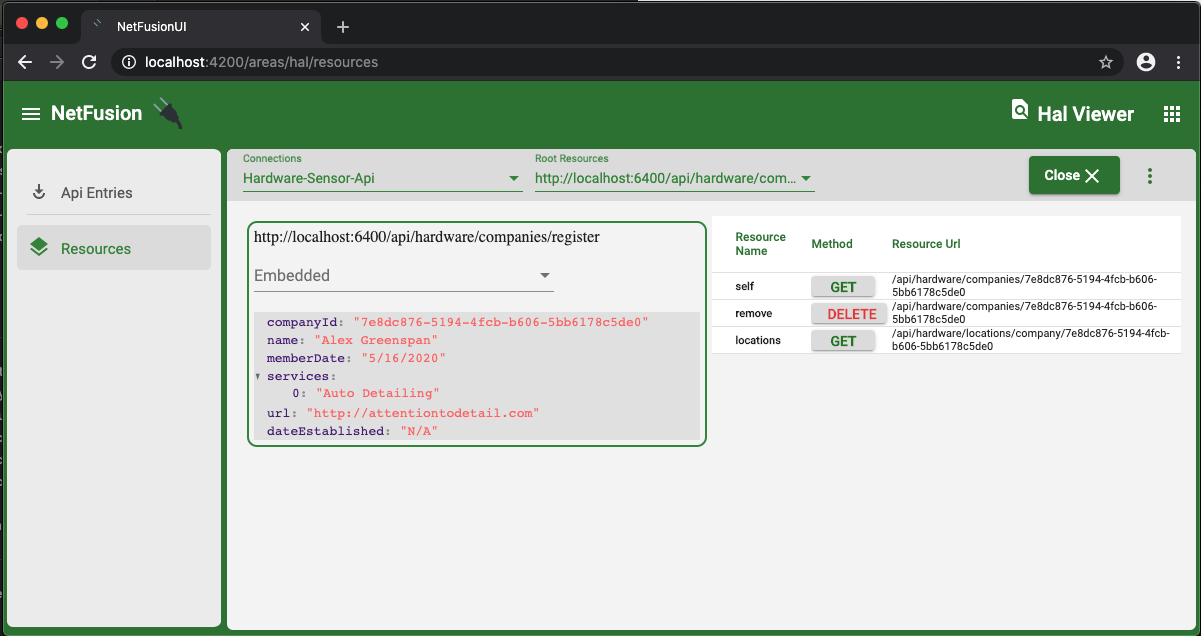 NetFusionUI
localhost:4200/areas/hal/resources
NetFusion
Hal Viewer
Api Entries
Resources
Connections
Hardware-Sensor-Api
Root Resources
http://localhost:6400/api/hardware/com...
Close
http://localhost:6400/api/hardware/companies/register
Embedded
companyId: "7e8dc876-5194-4fcb-b606-5bb6178c5de0"
name: "Alex Greenspan"
memberDate: "5/16/2020"
services:
0: "Auto Detailing"
url: "http://attentiontodetail.com"
dateEstablished: "N/A"
Resource
Name
Method
Resource Url
self
GET
/api/hardware/companies/7e8dc876-5194-4fcb-b606-
5bb6178c5de0
remove
DELETE
/api/hardware/companies/7e8dc876-5194-4fcb-b606-
5bb6178c5de0
locations
GET
/api/hardware/locations/company/7e8dc876-5194-4fcb-
b606-5bb6178c5de0